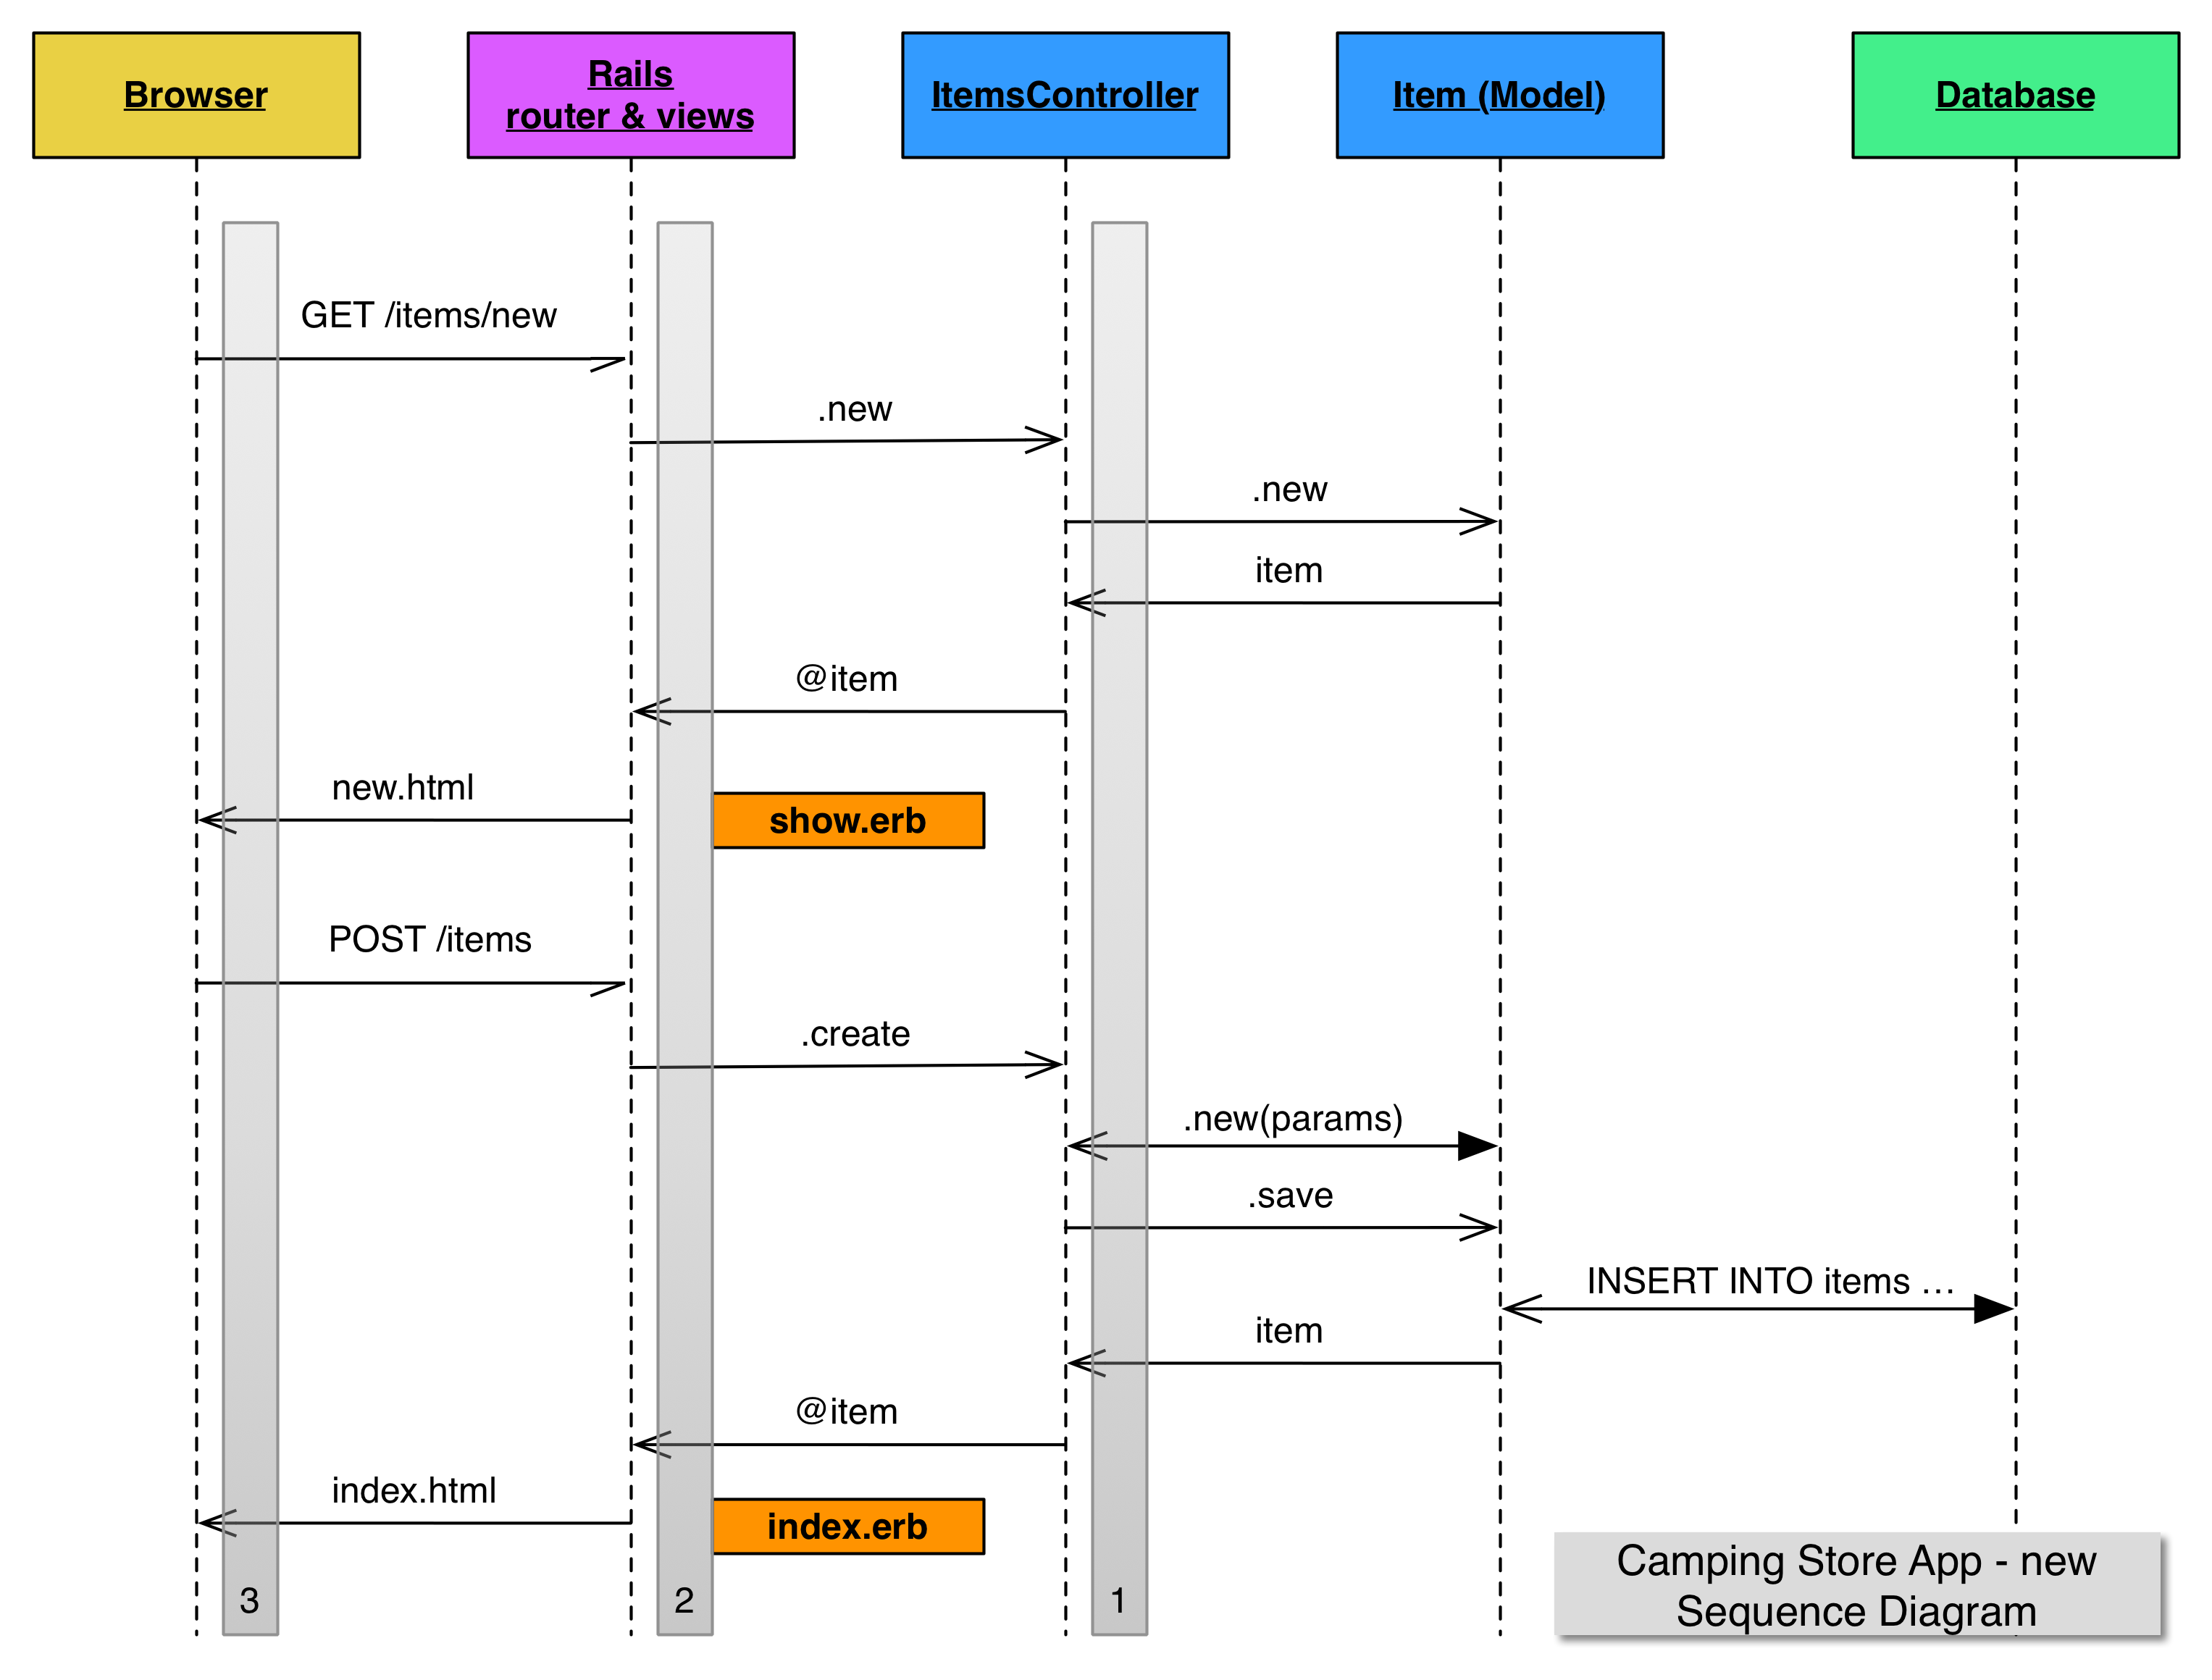 Browser
Rails
router & views
ItemsController
Item (Model)
Database
GET /items/new
.new
.new
item
@item
new.html
show.erb
POST /items
.create
.new(params)
.save
INSERT INTO items …
item
@item
index.html
index.erb
3
2
1
Camping Store App - new
Sequence Diagram